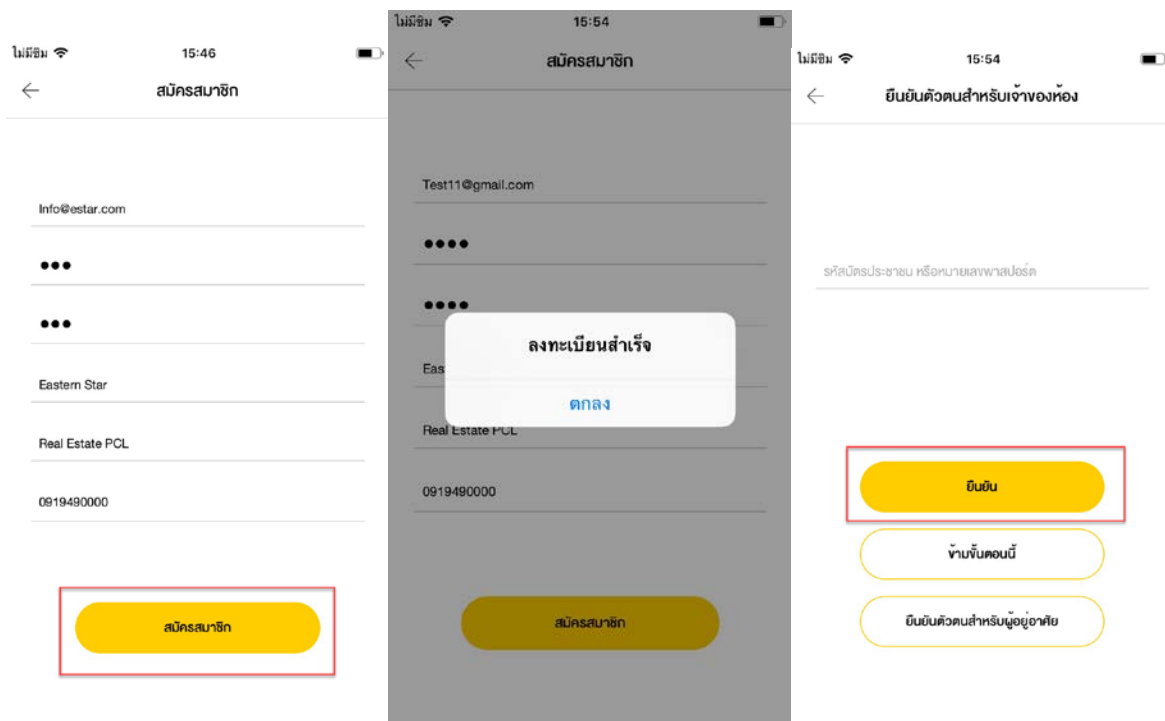 ไม่มีซิม 15:46
สมัครสมาชิก
Info@estar.com
●●●
●●●
Eastern Star
Real Estate PCL
0919490000
สมัครสมาชิก
ไม่มีซิม 15:54
สมัครสมาชิก
Test11@gmail.com
●●●●
●●●●
ลงทะเบียนสำเร็จ
Eas
ตกลง
Real Estate PCL
0919490000
สมัครสมาชิก
ไม่มีซิม 15:54
ยืนยันตัวตนสำหรับเจ้าของห้อง
รหัสบัตรประชาชน หรือหมายเลขพาสปอร์ต
ยืนยัน
ข้ามขั้นตอนนี้
ยืนยันตัวตนสำหรับผู้อยู่อาศัย